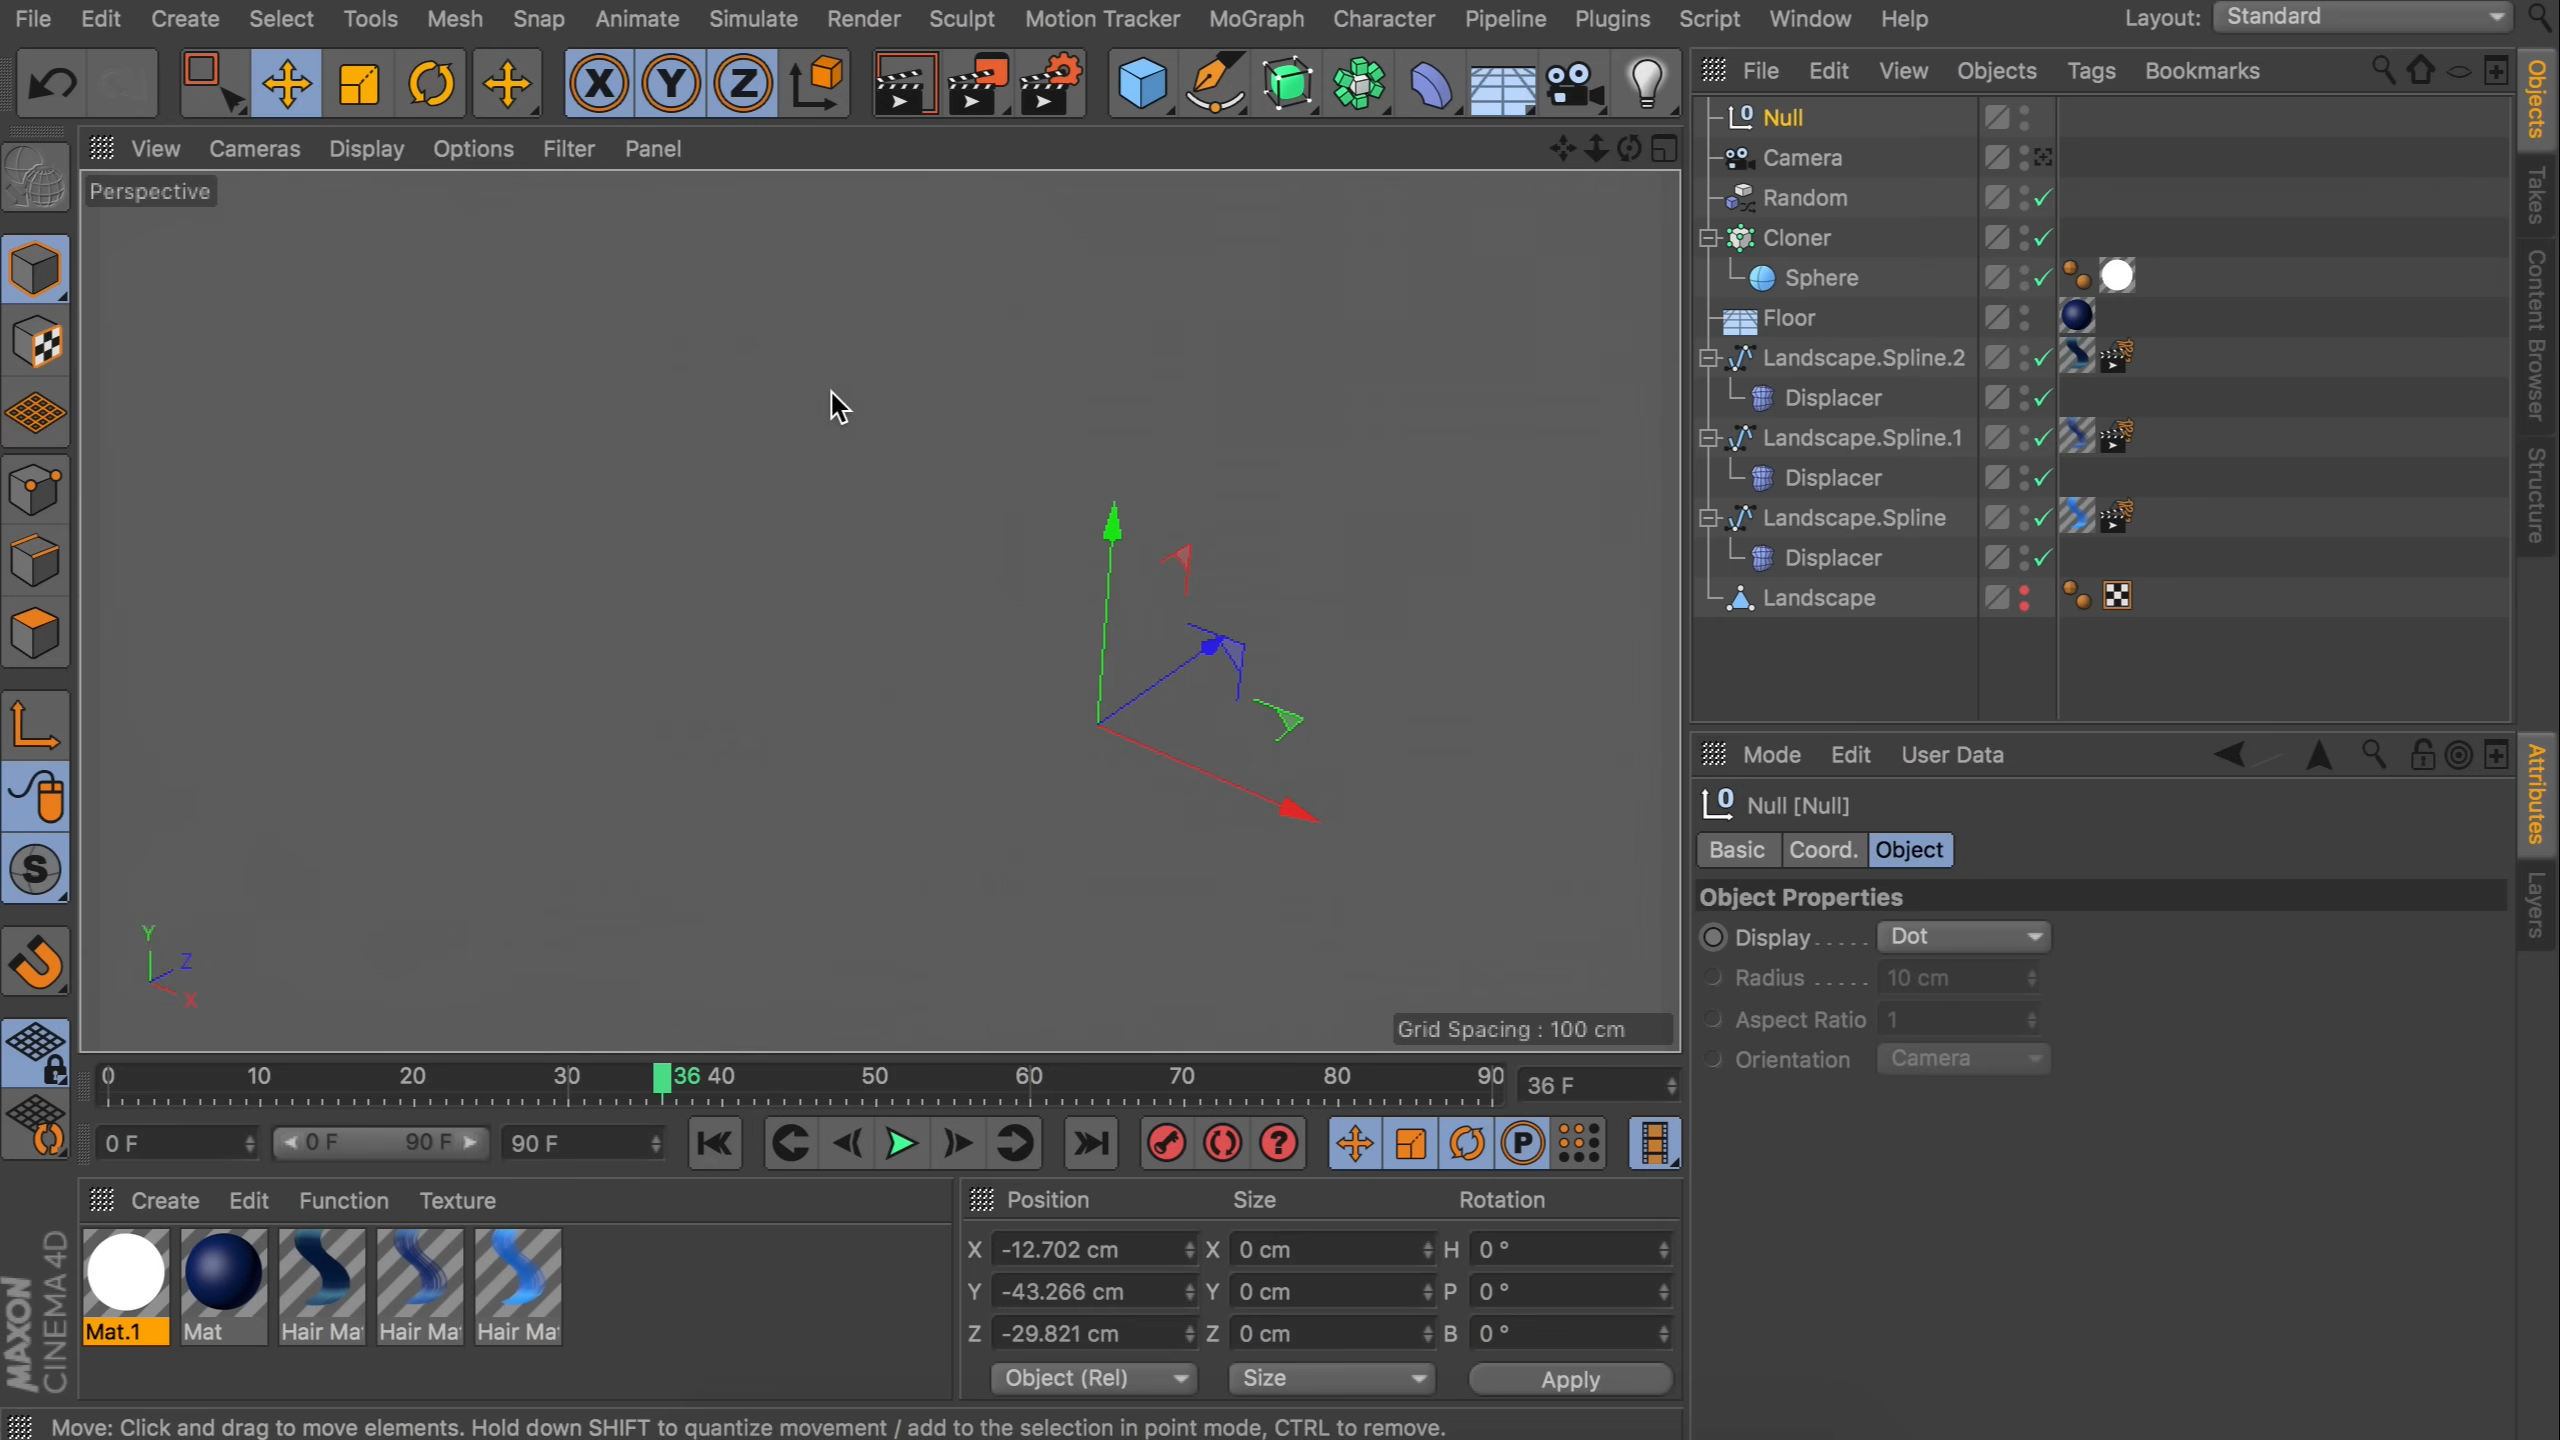 File Edit Create Select Tools Mesh Snap Animate Simulate Render Sculpt Motion Tracker MoGraph Character Pipeline Plugins Script Window Help Layout: Standard
File Edit View Objects Tags Bookmarks
X Y Z
View Cameras Display Options Filter Panel
Perspective
0 Null
Camera
Random
Cloner
Sphere
Floor
Landscape.Spline.2
Displacer
Landscape.Spline.1
Displacer
Landscape.Spline
Displacer
Landscape
Objects
Takes
Content Browser
Structure
Mode Edit User Data
0 Null [Null]
Basic Coord. Object
Object Properties
Display Dot
Radius 10 cm
Aspect Ratio 1
Orientation Camera
Attributes
Layers
S
Y
Z
X
Grid Spacing : 100 cm
0 10 20 30 36 40 50 60 70 80 90 36 F
0 F 0 F 90 F 90 F ? P
Create Edit Function Texture
Mat.1 Mat Hair Ma Hair Ma Hair Ma
Position Size Rotation
X -12.702 cm X 0 cm H 0 °
Y -43.266 cm Y 0 cm P 0 °
Z -29.821 cm Z 0 cm B 0 °
Object (Rel) Size Apply
MAXON
CINEMA 4D
Move: Click and drag to move elements. Hold down SHIFT to quantize movement / add to the selection in point mode, CTRL to remove.